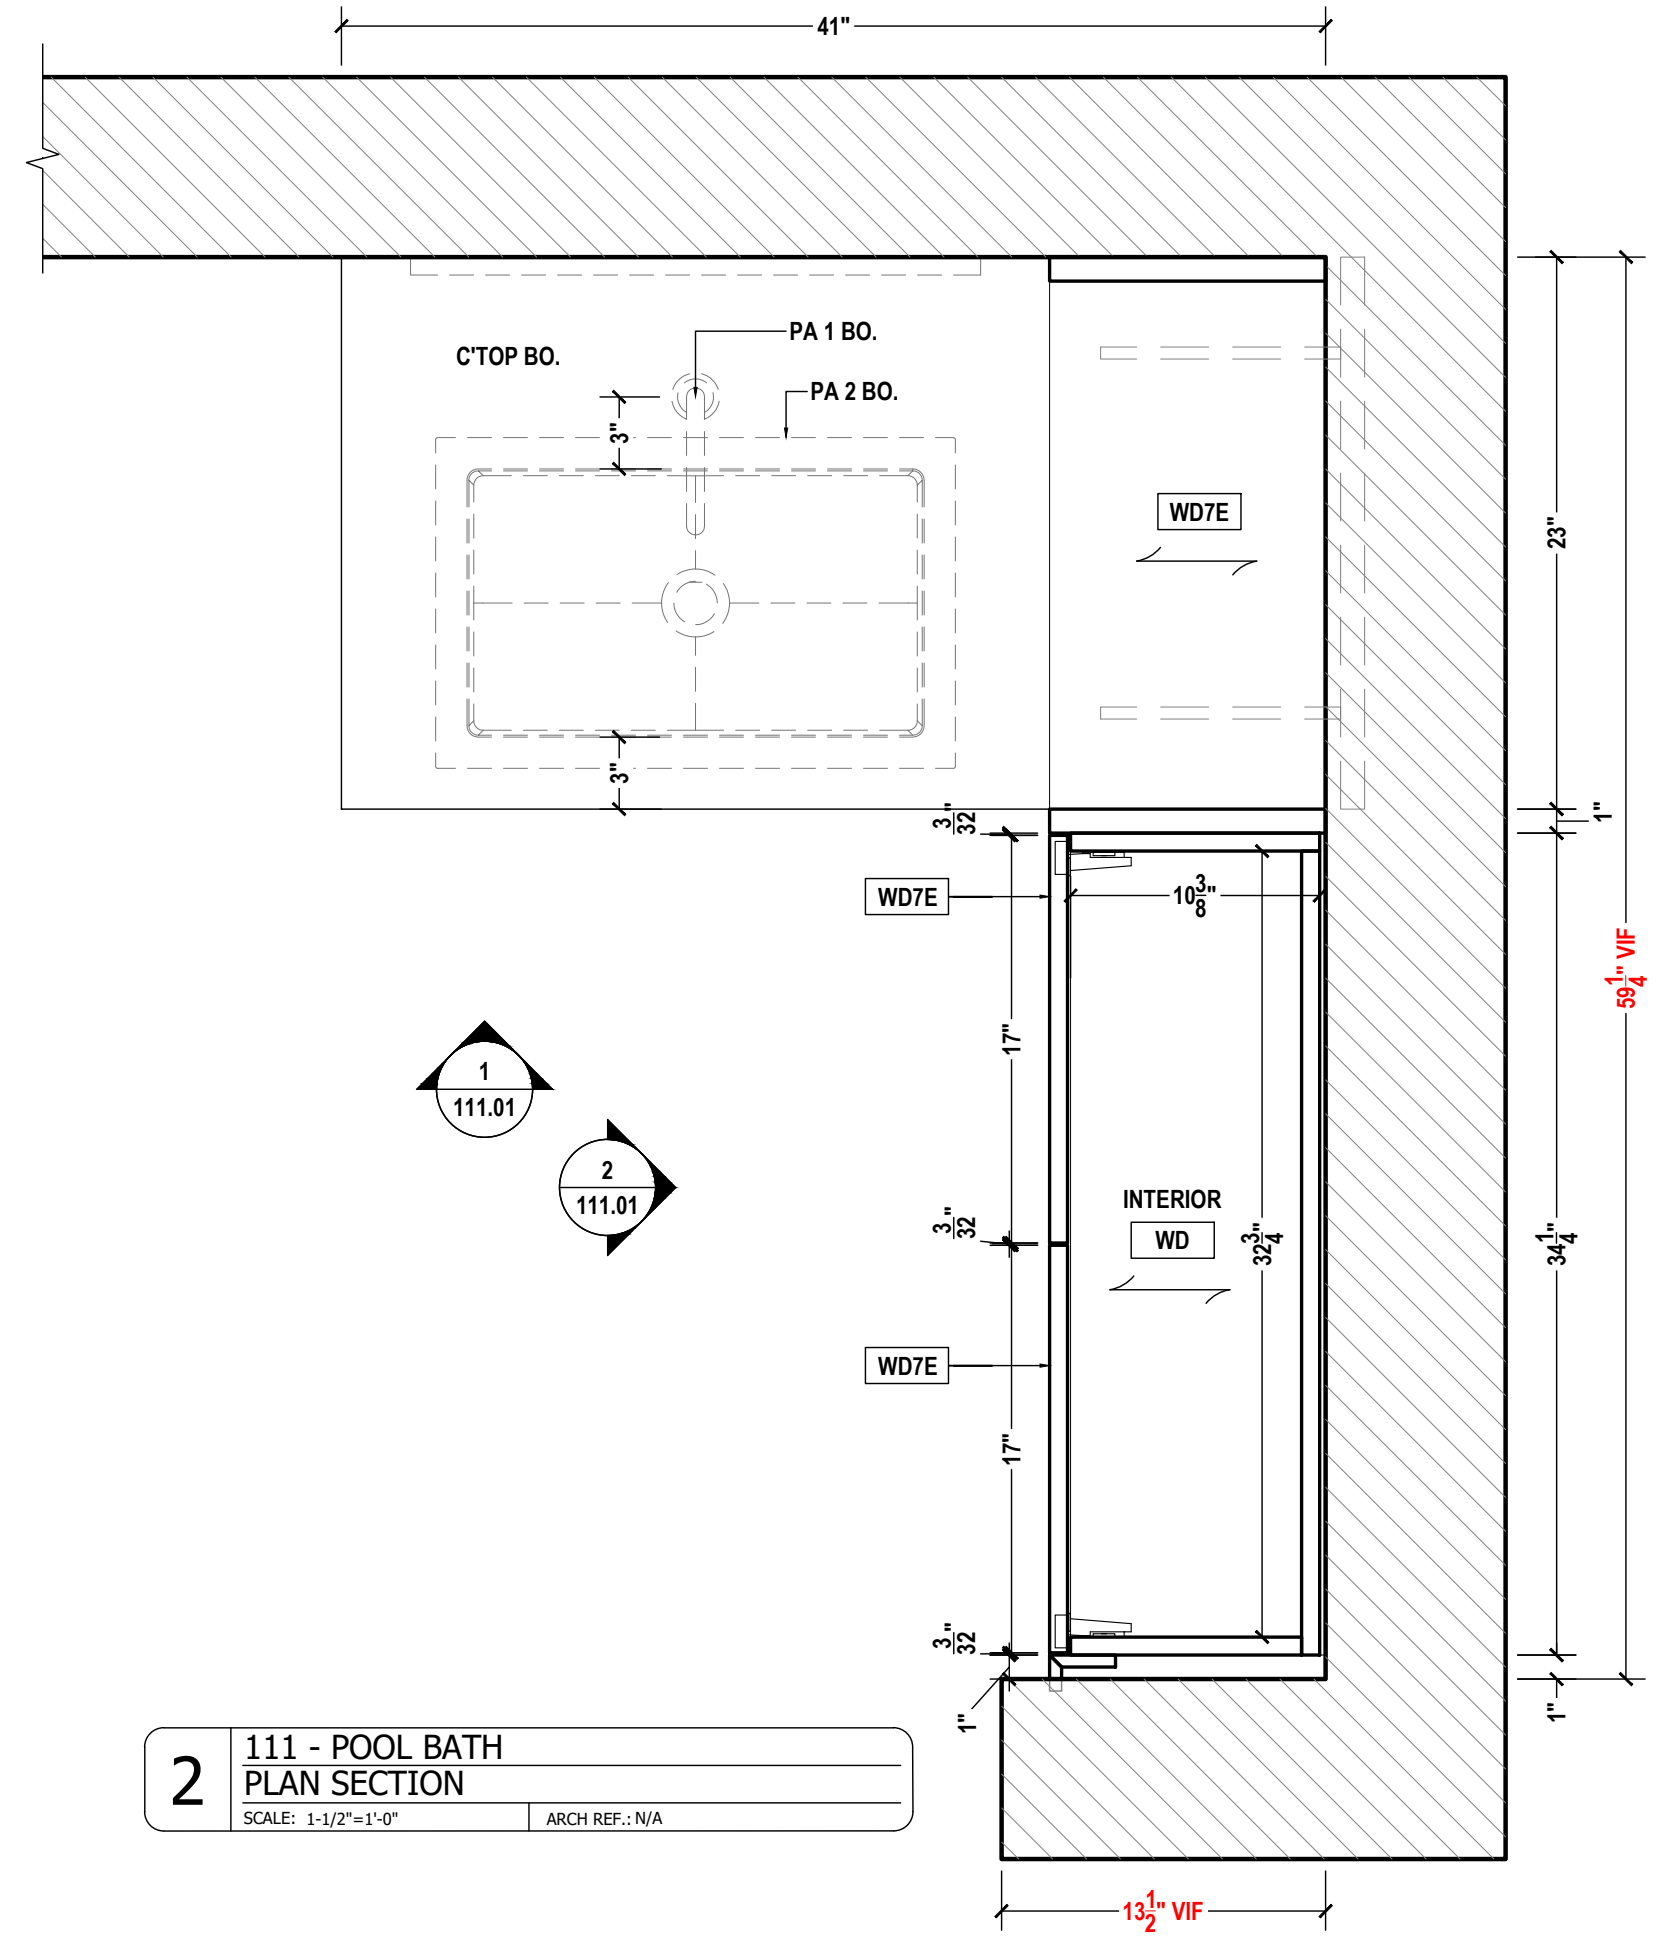 41"
C'TOP BO.
PA 1 BO.
PA 2 BO.
3"
WD7E
23"
3"
3/32"
1"
WD7E
10 3/8"
59 1/4" VIF
17"
1
111.01
2
111.01
3/32"
INTERIOR
WD
32 3/4"
34 1/4"
WD7E
17"
3/32"
1"
1"
2
111 - POOL BATH
PLAN SECTION
SCALE: 1-1/2"=1'-0"
ARCH REF.: N/A
13 1/2" VIF